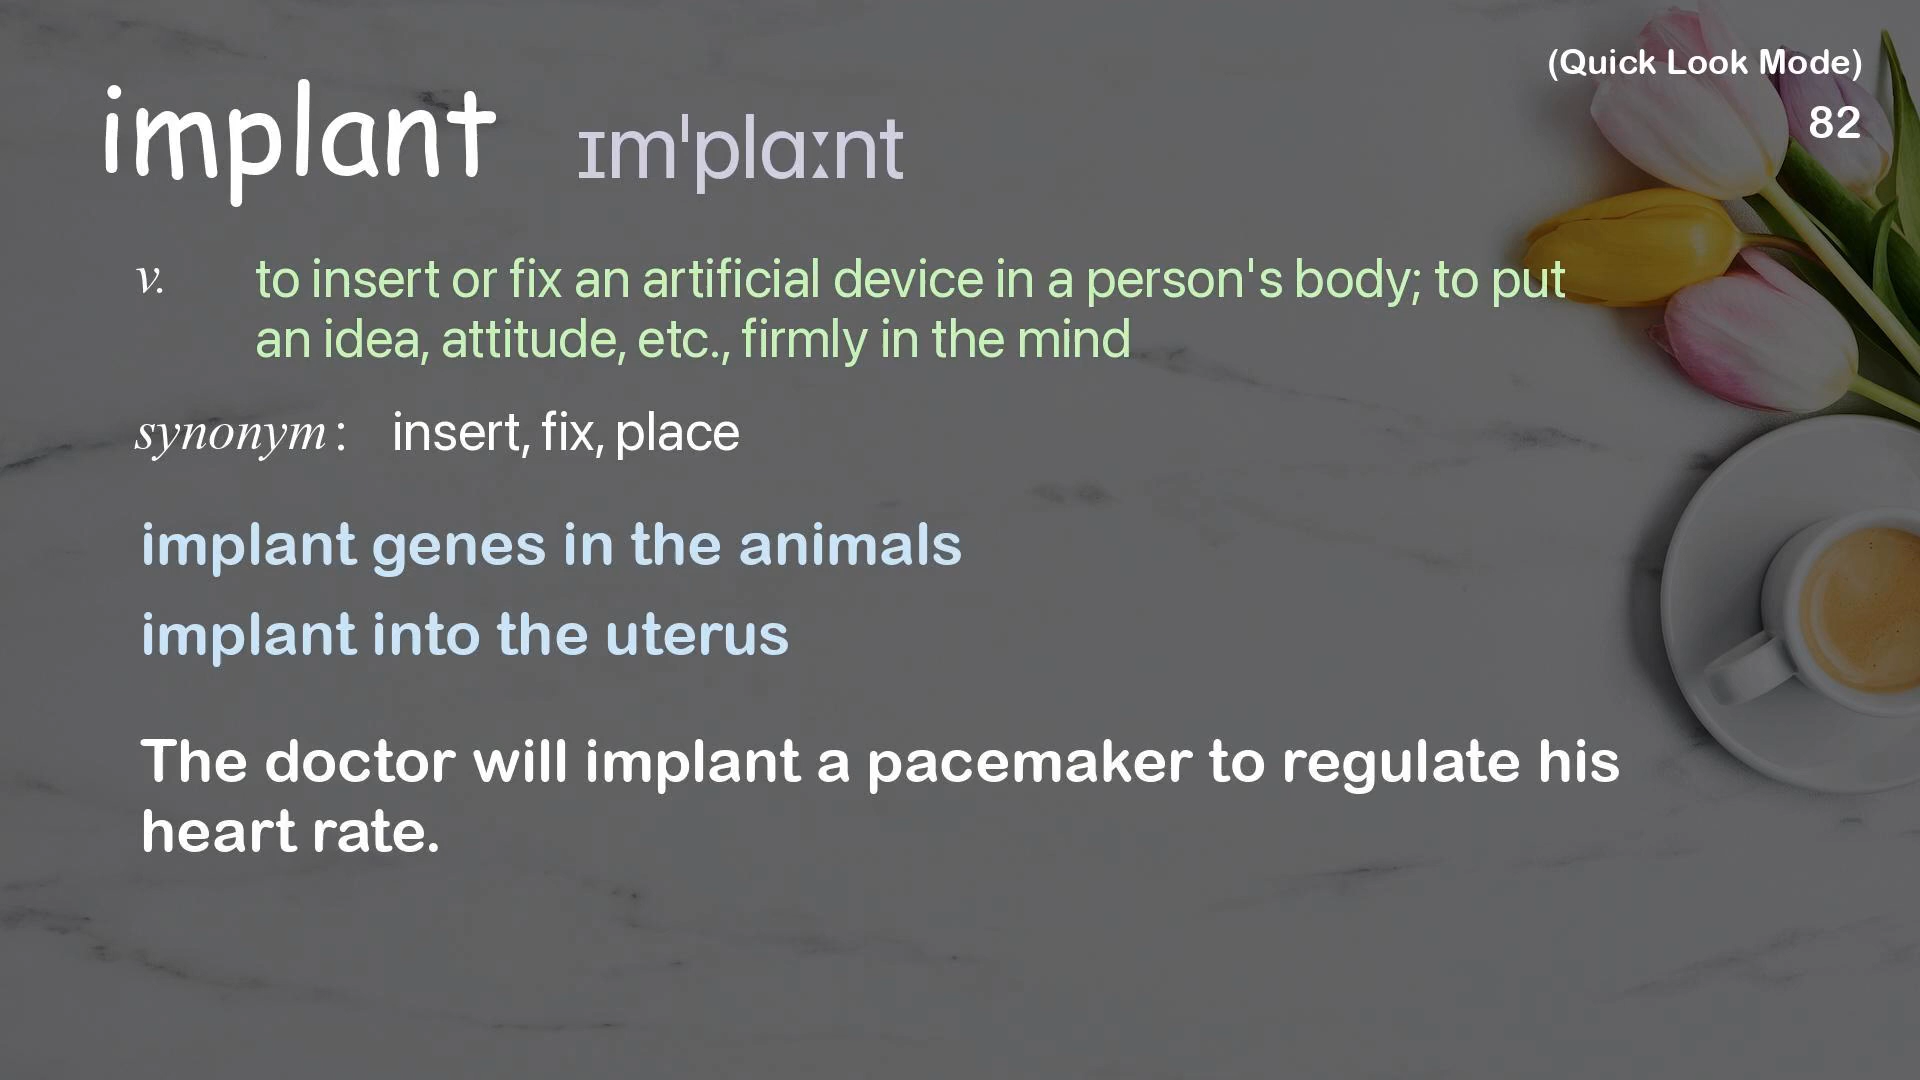 (Quick Look Mode)
82
implant ɪmˈplɑːnt
v. to insert or fix an artificial device in a person's body; to put
an idea, attitude, etc., firmly in the mind
synonym: insert, fix, place
implant genes in the animals
implant into the uterus
The doctor will implant a pacemaker to regulate his
heart rate.